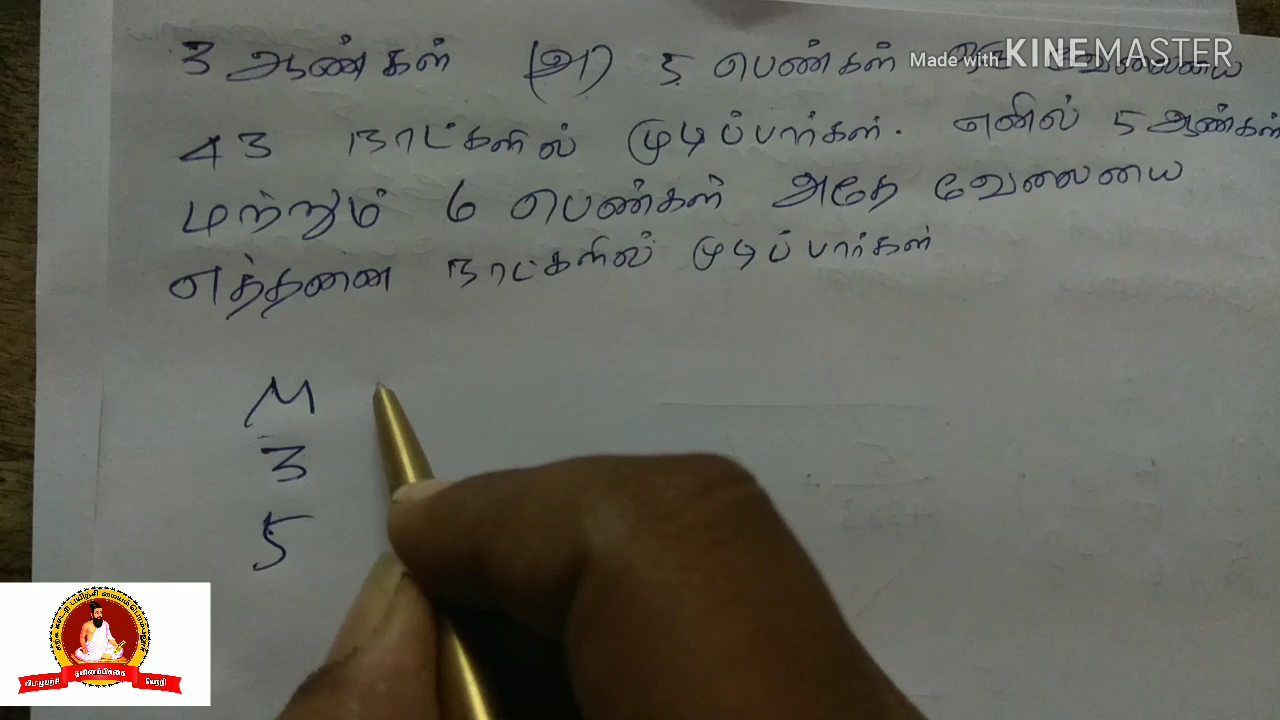 3 ஆண்கள் (அ) 5 பெண்கள் ஒரு வேலையை
Made with KINEMASTER
43 நாட்களில் முடிப்பார்கள். எனில் 5 ஆண்கள்
மற்றும் 6 பெண்கள் அதே வேலையை
எத்தனை நாட்களில் முடிப்பார்கள்
M
3
5